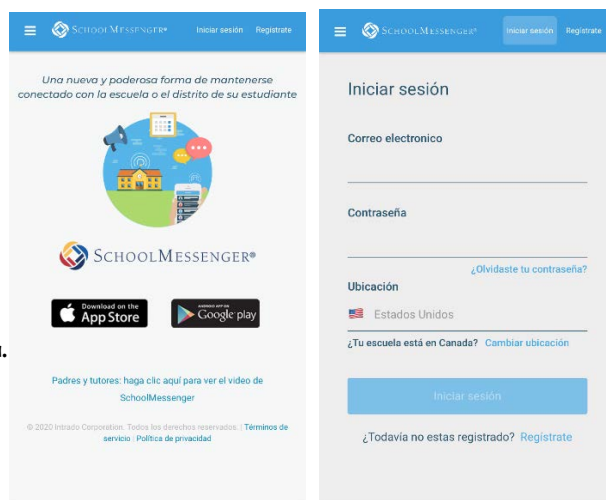 SCHOOLMESSENGER®
Iniciar sesión
Regístrate
Una nueva y poderosa forma de mantenerse
conectado con la escuela o el distrito de su estudiante
SCHOOLMESSENGER®
Download on the
App Store
ANDROID APP ON
Google play
Padres y tutores: haga clic aquí para ver el video de
SchoolMessenger
© 2020 Intrado Corporation. Todos los derechos reservados. | Términos de
servicio | Política de privacidad
SCHOOLMESSENGER®
Iniciar sesión
Regístrate
Iniciar sesión
Correo electronico
Contraseña
¿Olvidaste tu contraseña?
Ubicación
Estados Unidos
¿Tu escuela está en Canada? Cambiar ubicación
Iniciar sesión
¿Todavía no estas registrado? Regístrate